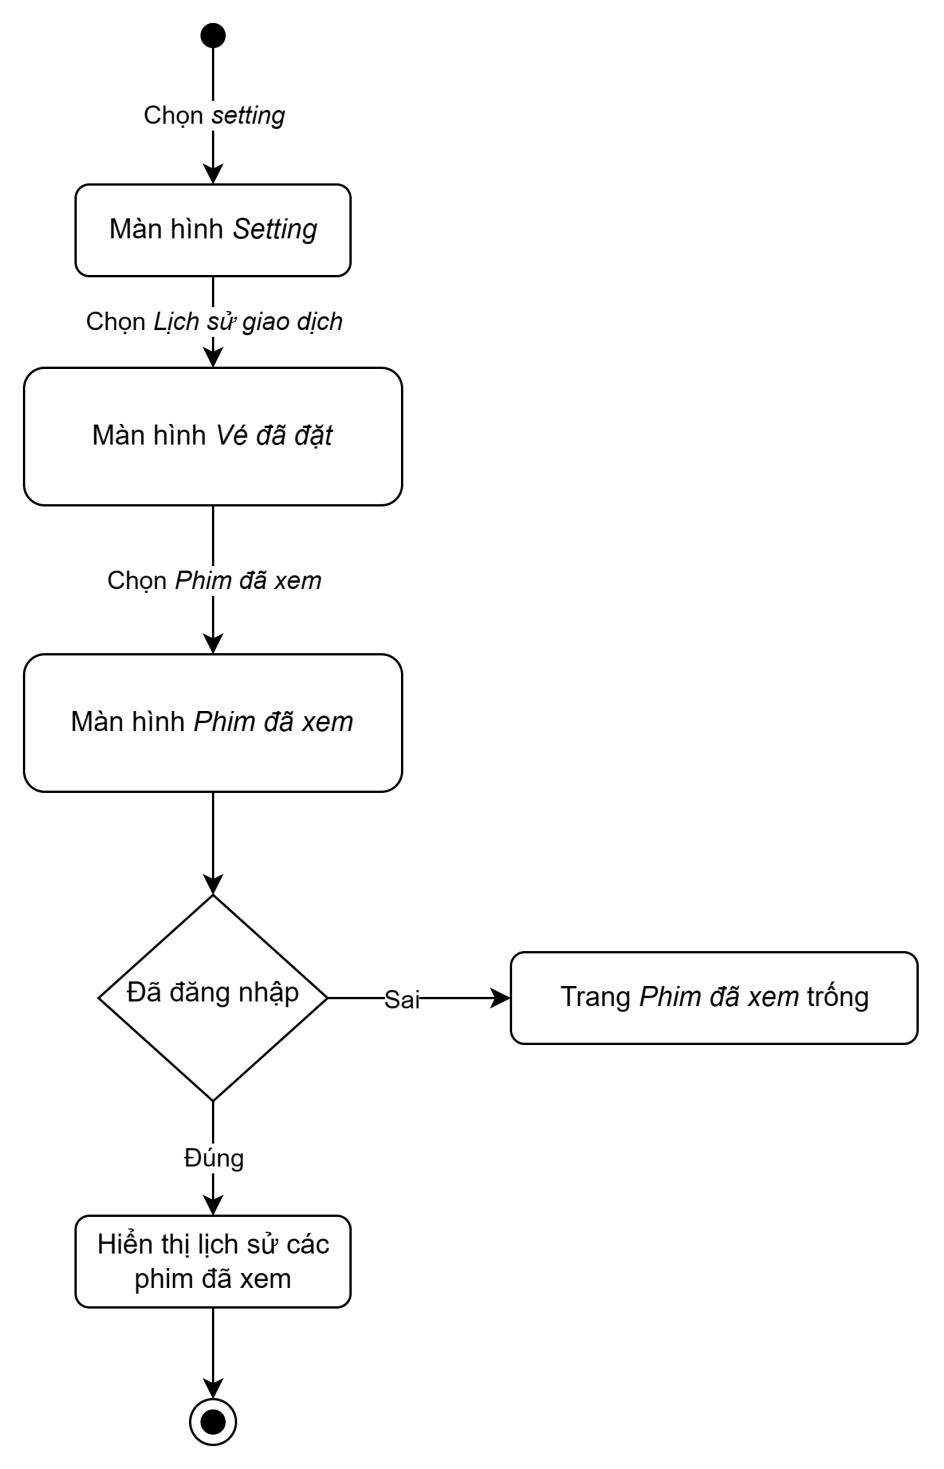 Chọn setting
Màn hình Setting
Chọn Lịch sử giao dịch
Màn hình Vé đã đặt
Chọn Phim đã xem
Màn hình Phim đã xem
Đã đăng nhập
Sai
Trang Phim đã xem trống
Đúng
Hiển thị lịch sử các
phim đã xem